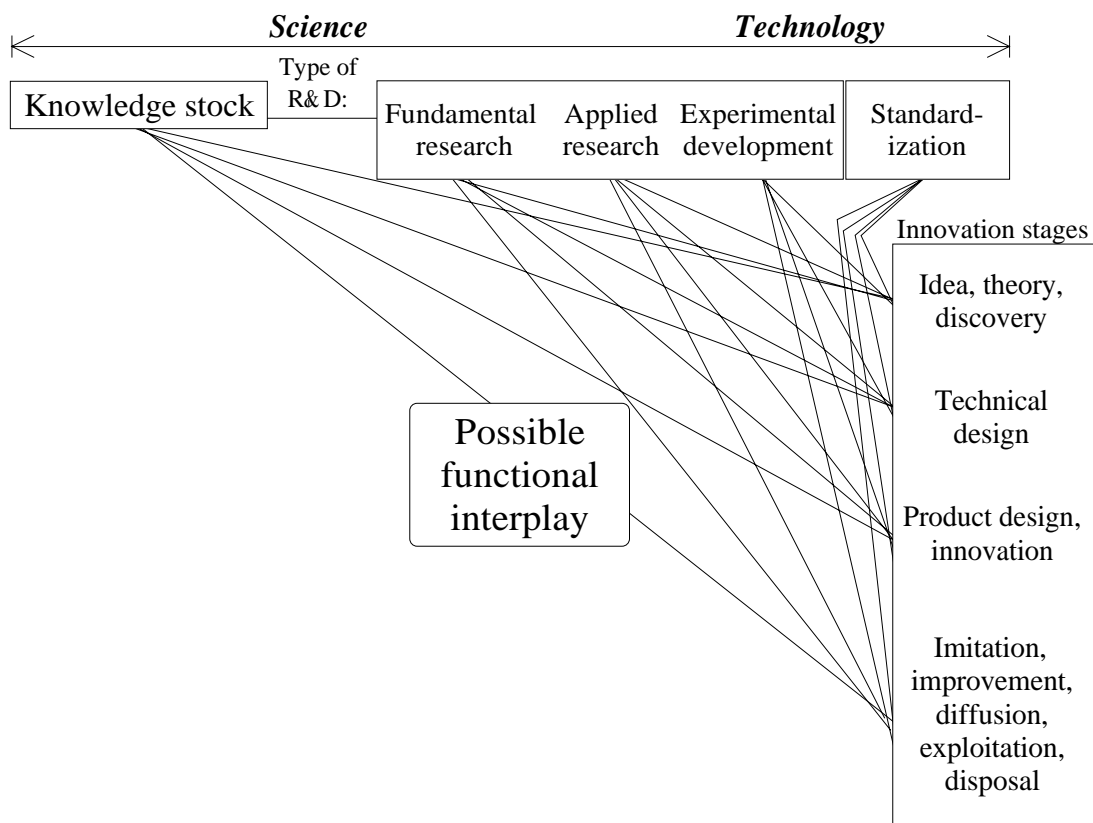 Science
Technology
Knowledge stock
Type of
R&D:
Fundamental
research
Applied
research
Experimental
development
Standard-
ization
Innovation stages
Idea, theory,
discovery
Technical
design
Possible
functional
interplay
Product design,
innovation
Imitation,
improvement,
diffusion,
exploitation,
disposal